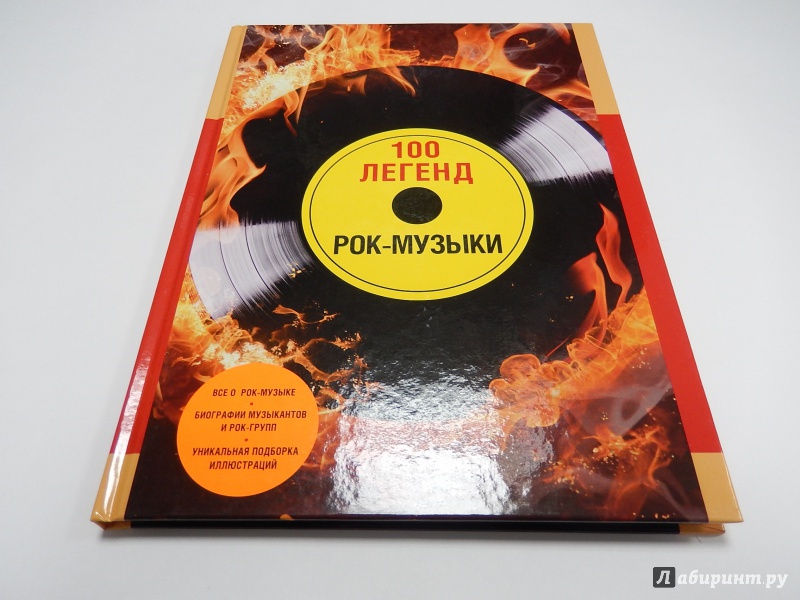 100
ЛЕГЕНД
РОК-МУЗЫКИ
ВСЕ О РОК-МУЗЫКЕ
•
БИОГРАФИИ МУЗЫКАНТОВ
И РОК-ГРУПП
•
УНИКАЛЬНАЯ ПОДБОРКА
ИЛЛЮСТРАЦИЙ
Лабиринт.ру